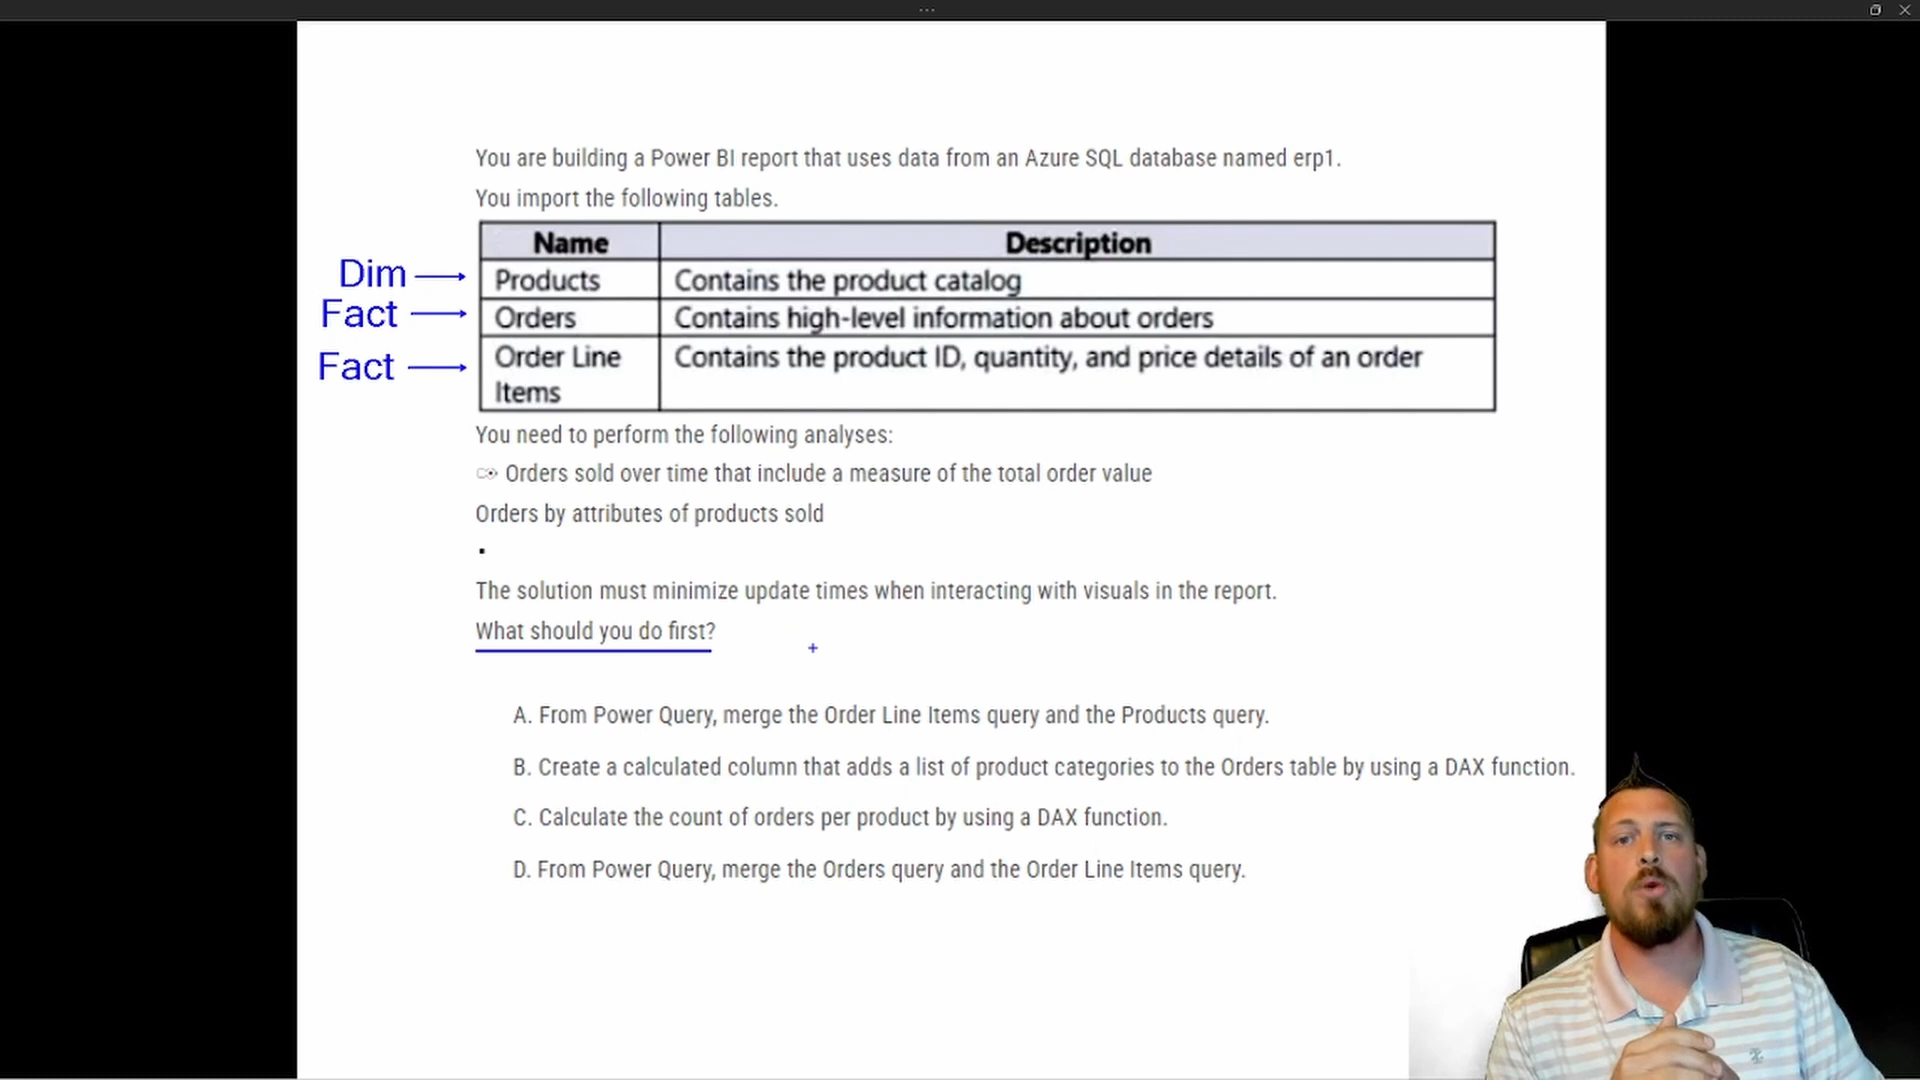 You are building a Power BI report that uses data from an Azure SQL database named erp1.
You import the following tables.
Name Description
Dim Products Contains the product catalog
Fact Orders Contains high-level information about orders
Fact Order Line Contains the product ID, quantity, and price details of an order
Items
You need to perform the following analyses:
Orders sold over time that include a measure of the total order value
Orders by attributes of products sold
The solution must minimize update times when interacting with visuals in the report.
What should you do first?
A. From Power Query, merge the Order Line Items query and the Products query.
B. Create a calculated column that adds a list of product categories to the Orders table by using a DAX function.
C. Calculate the count of orders per product by using a DAX function.
D. From Power Query, merge the Orders query and the Order Line Items query.